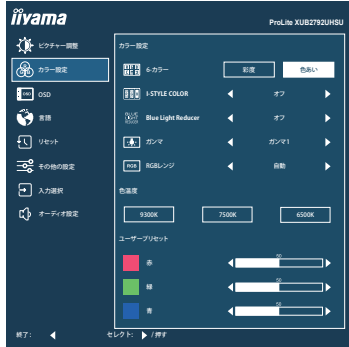 iiyama
ProLite XUB2792UHSU
ピクチャー調整
カラー設定
OSD
言語
リセット
その他の設定
入力選択
オーディオ設定
カラー設定
6-カラー 彩度 色あい
i-STYLE COLOR オフ
Blue Light Reducer オフ
ガンマ ガンマ1
RGB RGBレンジ 自動
色温度
9300K 7500K 6500K
ユーザープリセット
赤 50
緑 50
青 50
終了: セレクト: / 押す